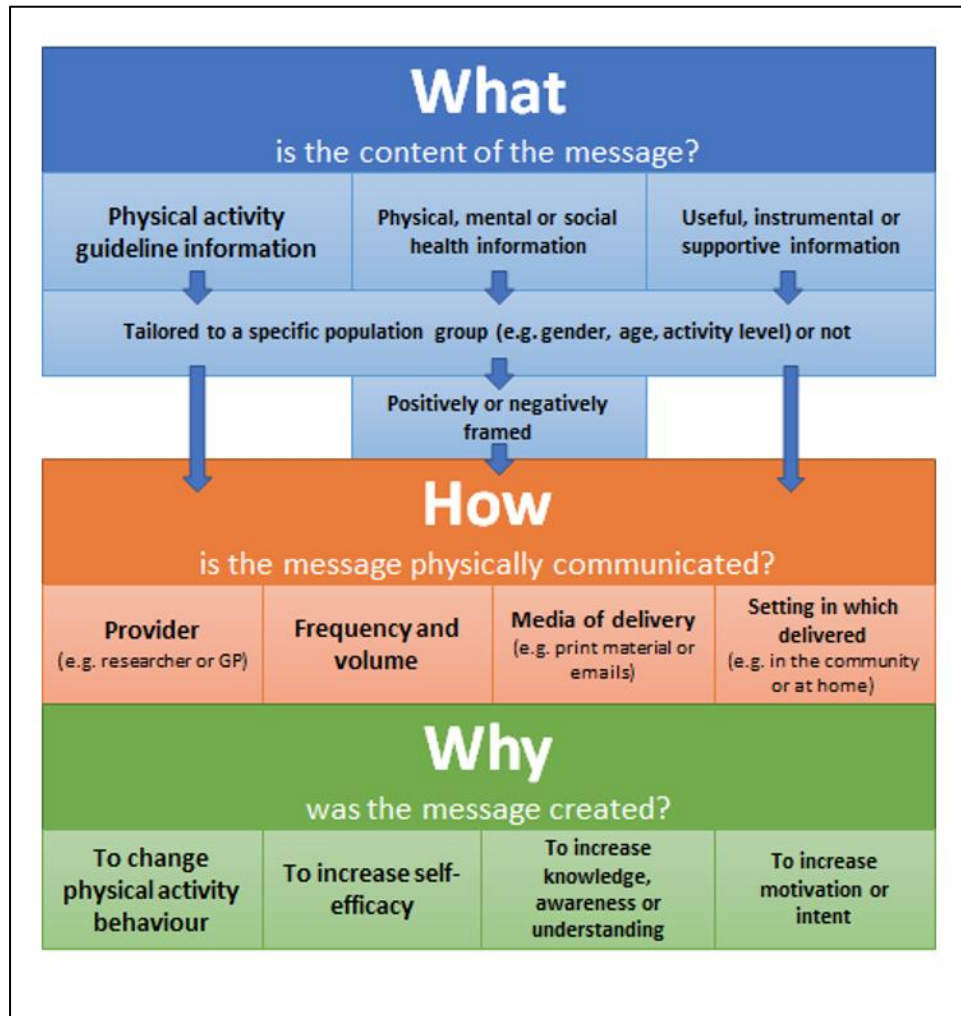 What
is the content of the message?
Physical activity
guideline information
Physical, mental or social
health information
Useful, instrumental or
supportive information
Tailored to a specific population group (e.g. gender, age, activity level) or not
Positively or negatively
framed
How
is the message physically communicated?
Provider
(e.g. researcher or GP)
Frequency and
volume
Media of delivery
(e.g. print material or
emails)
Setting in which
delivered
(e.g. in the community
or at home)
Why
was the message created?
To change
physical activity
behaviour
To increase self-
efficacy
To increase
knowledge,
awareness or
understanding
To increase
motivation or
intent